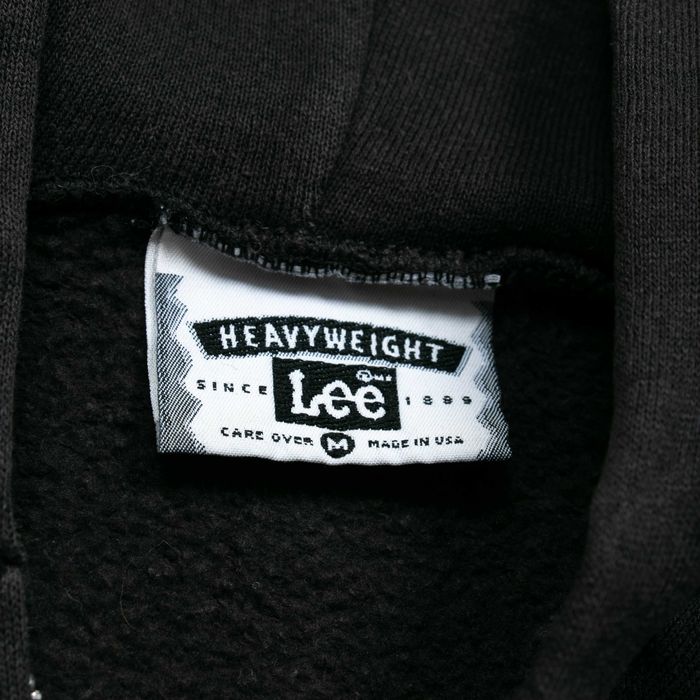 HEAVYWEIGHT
SINCE Lee ® 1889
CARE OVER M MADE IN USA